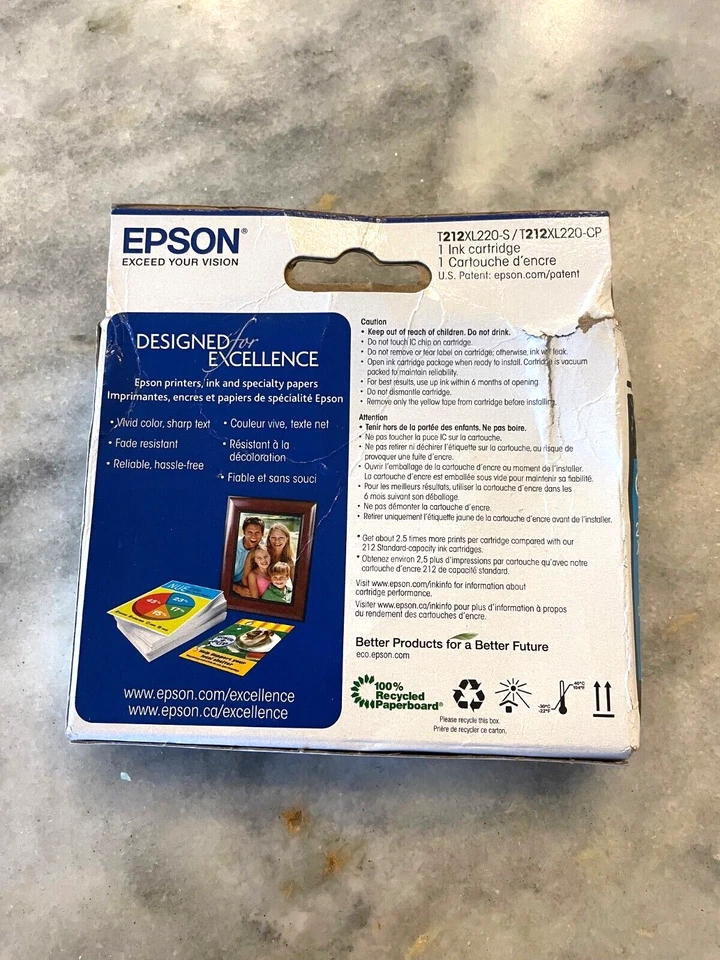 EPSON®
EXCEED YOUR VISION
T212XL220-S / T212XL220-CP
1 Ink cartridge
1 Cartouche d'encre
U.S. Patent: epson.com/patent
DESIGNED for
EXCELLENCE
Epson printers, ink and specialty papers
Imprimantes, encres et papiers de spécialité Epson
• Vivid color, sharp text
• Fade resistant
• Reliable, hassle-free
• Couleur vive, texte net
• Résistant à la
décoloration
• Fiable et sans souci
www.epson.com/excellence
www.epson.ca/excellence
Caution
• Keep out of reach of children. Do not drink.
• Do not touch IC chip on cartridge.
• Do not remove or tear label on cartridge; otherwise, ink will leak.
• Open ink cartridge package when ready to install. Cartridge is vacuum
packed to maintain reliability.
• For best results, use up ink within 6 months of opening.
• Do not dismantle cartridge.
• Remove only the yellow tape from cartridge before installing.
Attention
• Tenir hors de la portée des enfants. Ne pas boire.
• Ne pas toucher la puce IC sur la cartouche.
• Ne pas retirer ni déchirer l'étiquette sur la cartouche, au risque de
provoquer une fuite d'encre.
• Ouvrir l'emballage de la cartouche d'encre au moment de l'installer.
La cartouche d'encre est emballée sous vide pour maintenir sa fiabilité.
• Pour les meilleurs résultats, utiliser la cartouche d'encre dans les
6 mois suivant son déballage.
• Ne pas démonter la cartouche d'encre.
• Retirer uniquement l'étiquette jaune de la cartouche d'encre avant de l'installer.
* Get about 2.5 times more prints per cartridge compared with our
212 Standard-capacity ink cartridges.
* Obtenez environ 2,5 plus d'impressions par cartouche qu'avec notre
cartouche d'encre 212 de capacité standard.
Visit www.epson.com/inkinfo for information about
cartridge performance.
Visiter www.epson.ca/inkinfo pour plus d'information à propos
du rendement des cartouches d'encre.
Better Products for a Better Future
eco.epson.com
100%
Recycled
Paperboard®
Please recycle this box.
Prière de recycler ce carton.
-30°C
-22°F
40°C
104°F